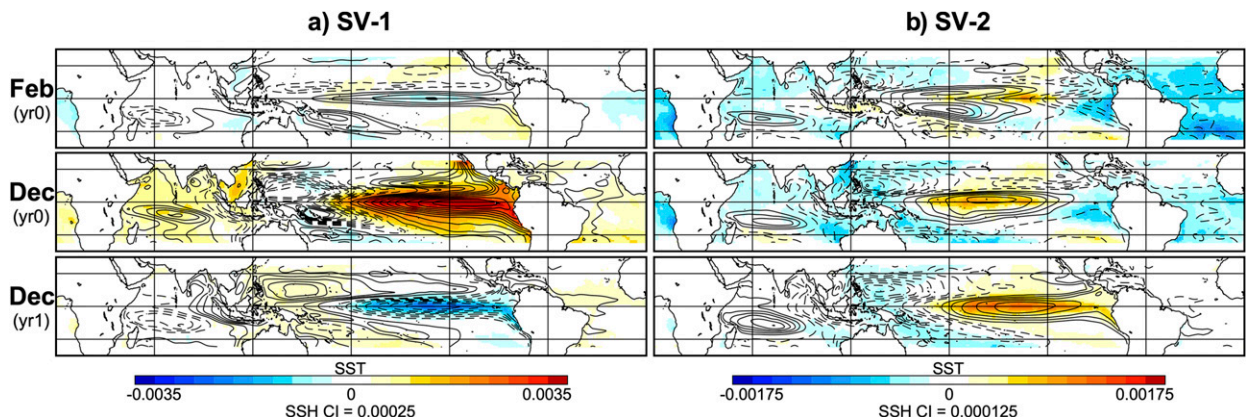 a) SV-1
b) SV-2
Feb
(yr0)
Dec
(yr0)
Dec
(yr1)
SST
-0.0035 0 0.0035
SSH CI = 0.00025
SST
-0.00175 0 0.00175
SSH CI = 0.000125